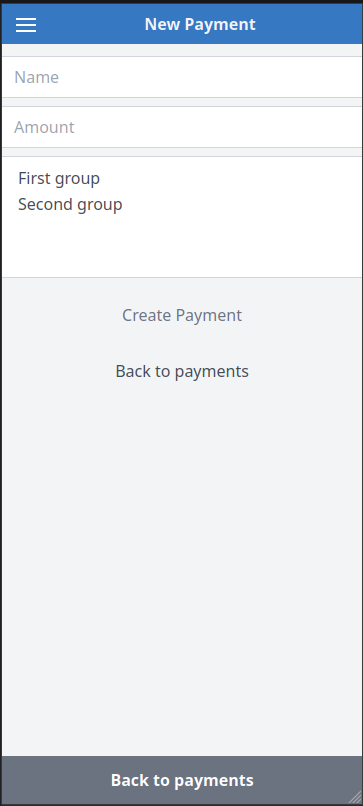 New Payment
Name
Amount
First group
Second group
Create Payment
Back to payments
Back to payments